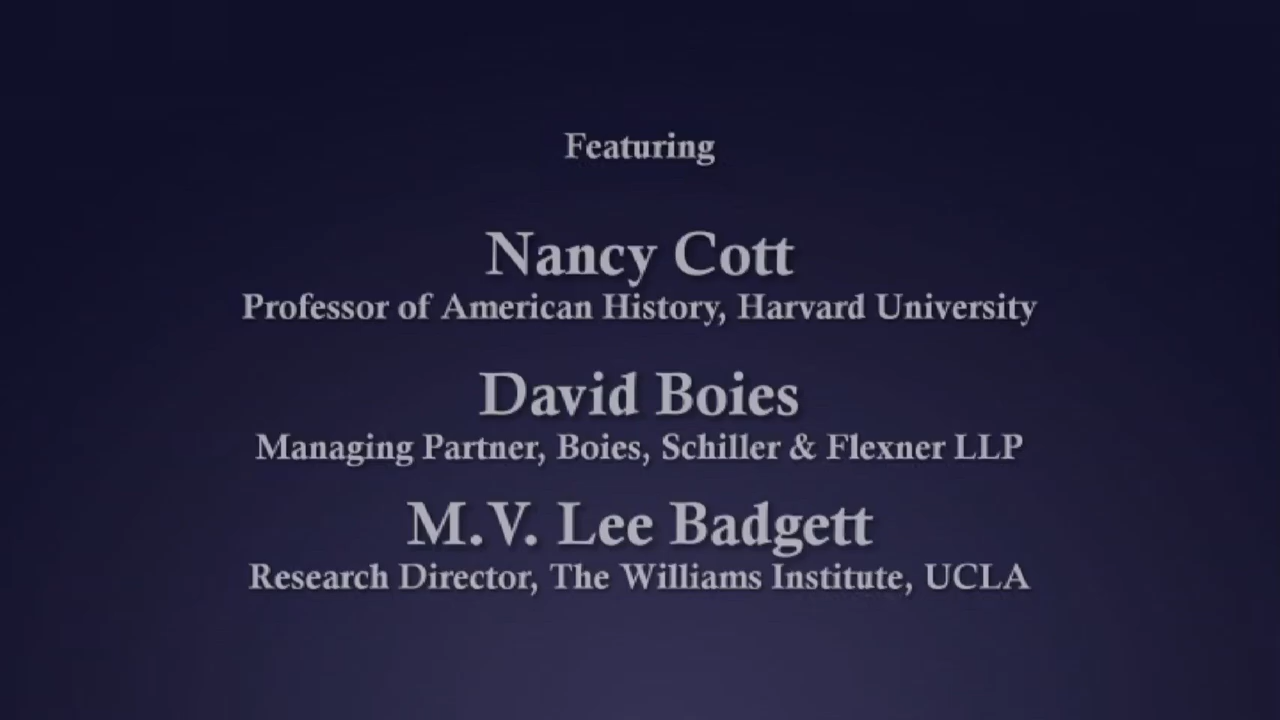 Featuring
Nancy Cott
Professor of American History, Harvard University
David Boies
Managing Partner, Boies, Schiller & Flexner LLP
M.V. Lee Badgett
Research Director, The Williams Institute, UCLA